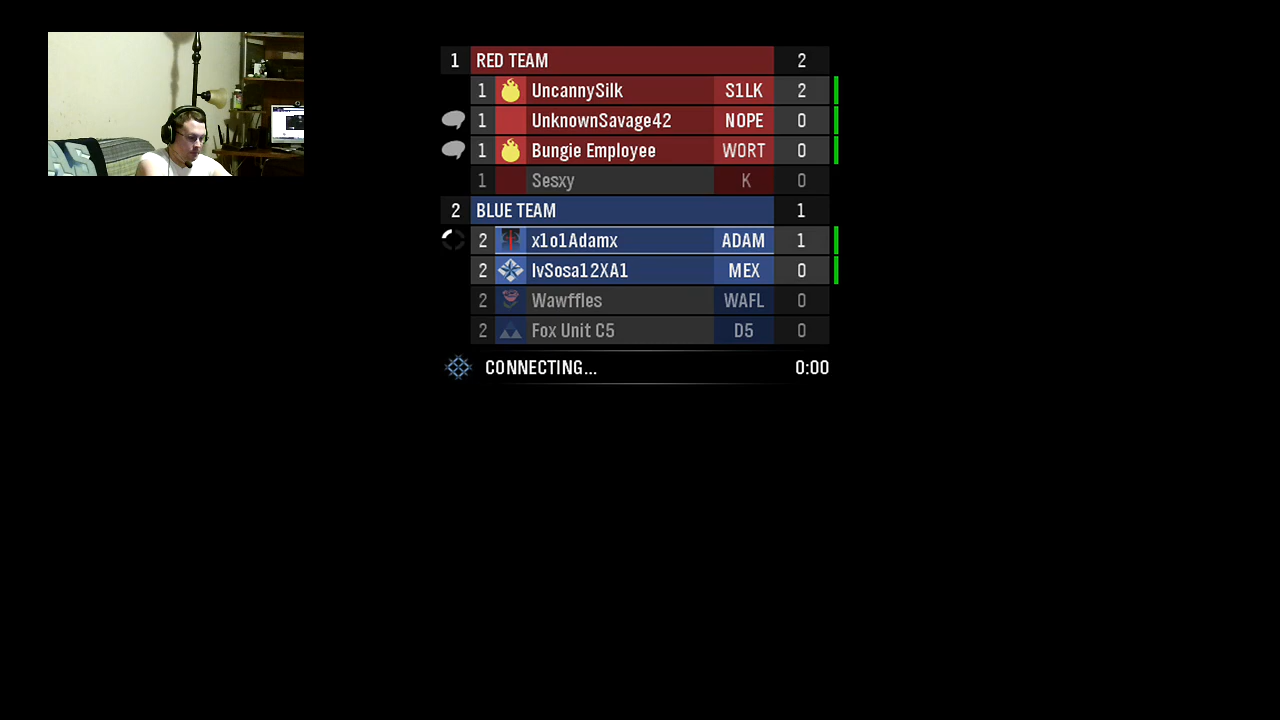 1 RED TEAM 2
1 UncannySilk S1LK 2
1 UnknownSavage42 NOPE 0
1 Bungie Employee WORT 0
1 Sesxy K 0
2 BLUE TEAM 1
2 x1o1Adamx ADAM 1
2 IvSosa12XA1 MEX 0
2 Wawffles WAFL 0
2 Fox Unit C5 D5 0
CONNECTING... 0:00